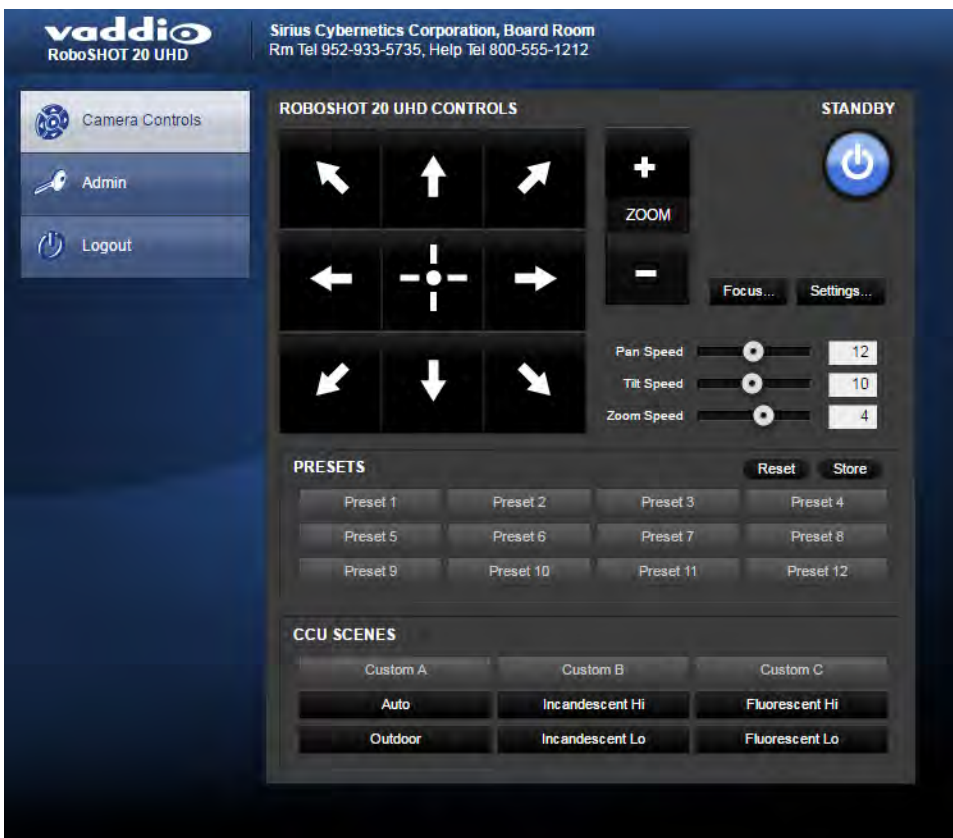 vaddio
RoboSHOT 20 UHD
Sirius Cybernetics Corporation, Board Room
Rm Tel 952-933-5735, Help Tel 800-555-1212
Camera Controls
Admin
Logout
ROBOSHOT 20 UHD CONTROLS
STANDBY
ZOOM
Focus...
Settings...
Pan Speed 12
Tilt Speed 10
Zoom Speed 4
PRESETS
Reset
Store
Preset 1 Preset 2 Preset 3 Preset 4
Preset 5 Preset 6 Preset 7 Preset 8
Preset 9 Preset 10 Preset 11 Preset 12
CCU SCENES
Custom A Custom B Custom C
Auto Incandescent Hi Fluorescent Hi
Outdoor Incandescent Lo Fluorescent Lo